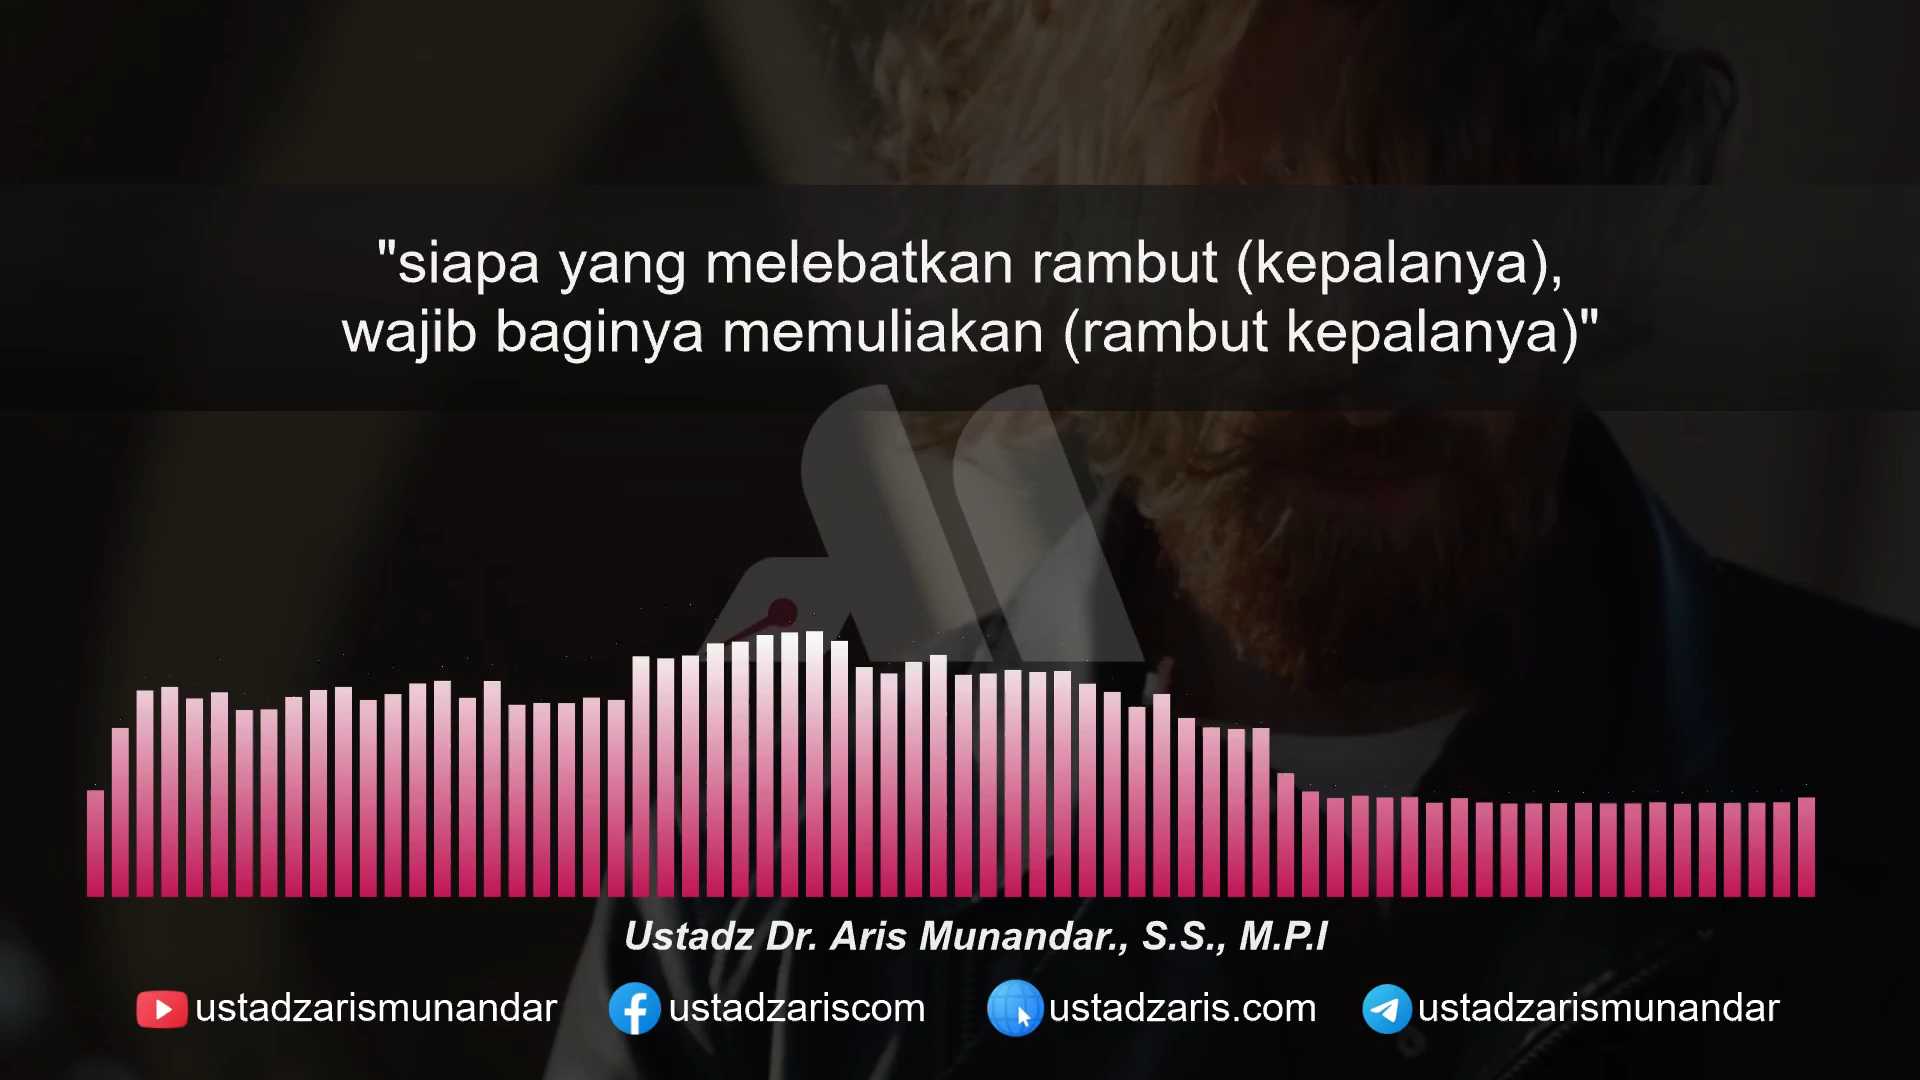 "siapa yang melebatkan rambut (kepalanya),
wajib baginya memuliakan (rambut kepalanya)"
Ustadz Dr. Aris Munandar., S.S., M.P.I
ustadzarismunandar ustadzariscom ustadzaris.com ustadzarismunandar